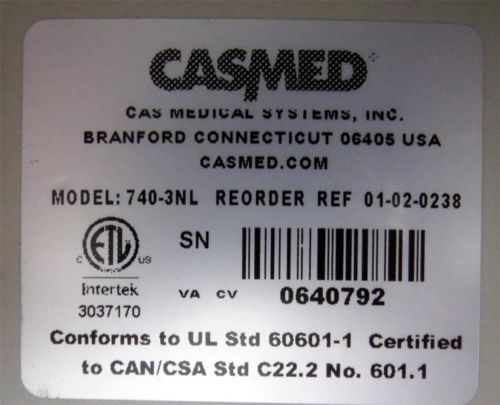 CASMED®
CAS MEDICAL SYSTEMS, INC.
BRANFORD CONNECTICUT 06405 USA
CASMED.COM
MODEL: 740-3NL REORDER REF 01-02-0238
C ETL US
SN
Intertek
3037170
VA CV 0640792
Conforms to UL Std 60601-1 Certified
to CAN/CSA Std C22.2 No. 601.1